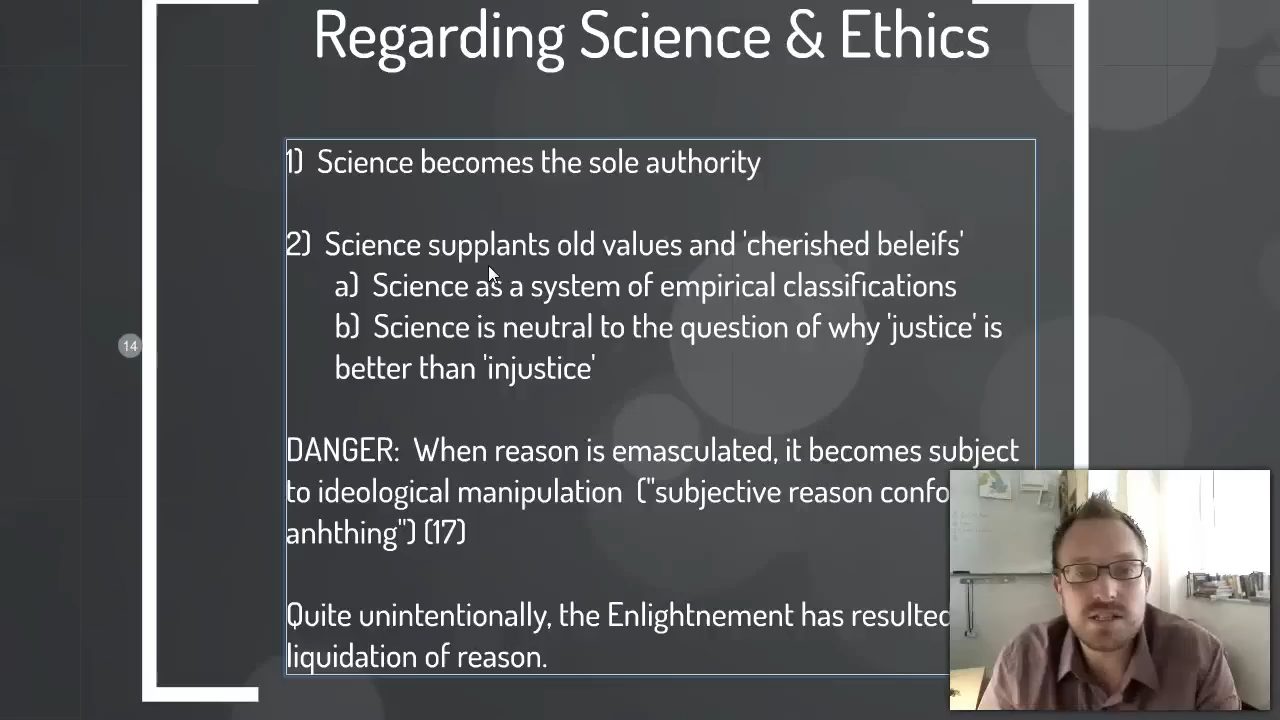 Regarding Science & Ethics
1) Science becomes the sole authority
2) Science supplants old values and 'cherished beleifs'
a) Science as a system of empirical classifications
b) Science is neutral to the question of why 'justice' is
better than 'injustice'
14
DANGER: When reason is emasculated, it becomes subject
to ideological manipulation ("subjective reason confo
anhthing") (17)
Quite unintentionally, the Enlightnement has resulted
liquidation of reason.